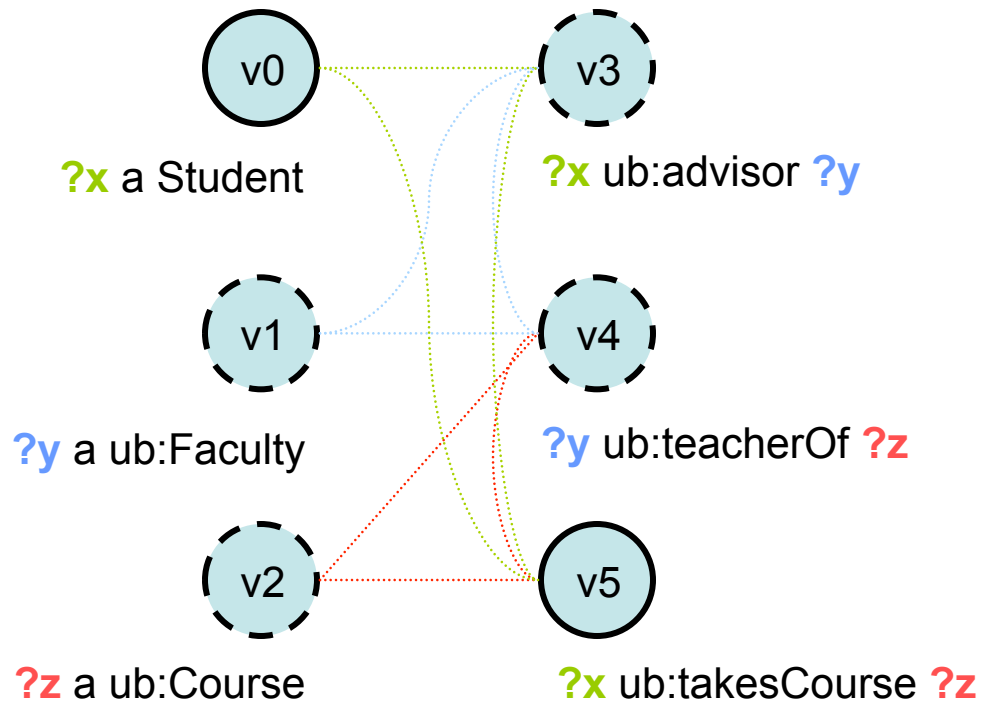 v0 v3
?x a Student ?x ub:advisor ?y
v1 v4
?y a ub:Faculty ?y ub:teacherOf ?z
v2 v5
?z a ub:Course ?x ub:takesCourse ?z